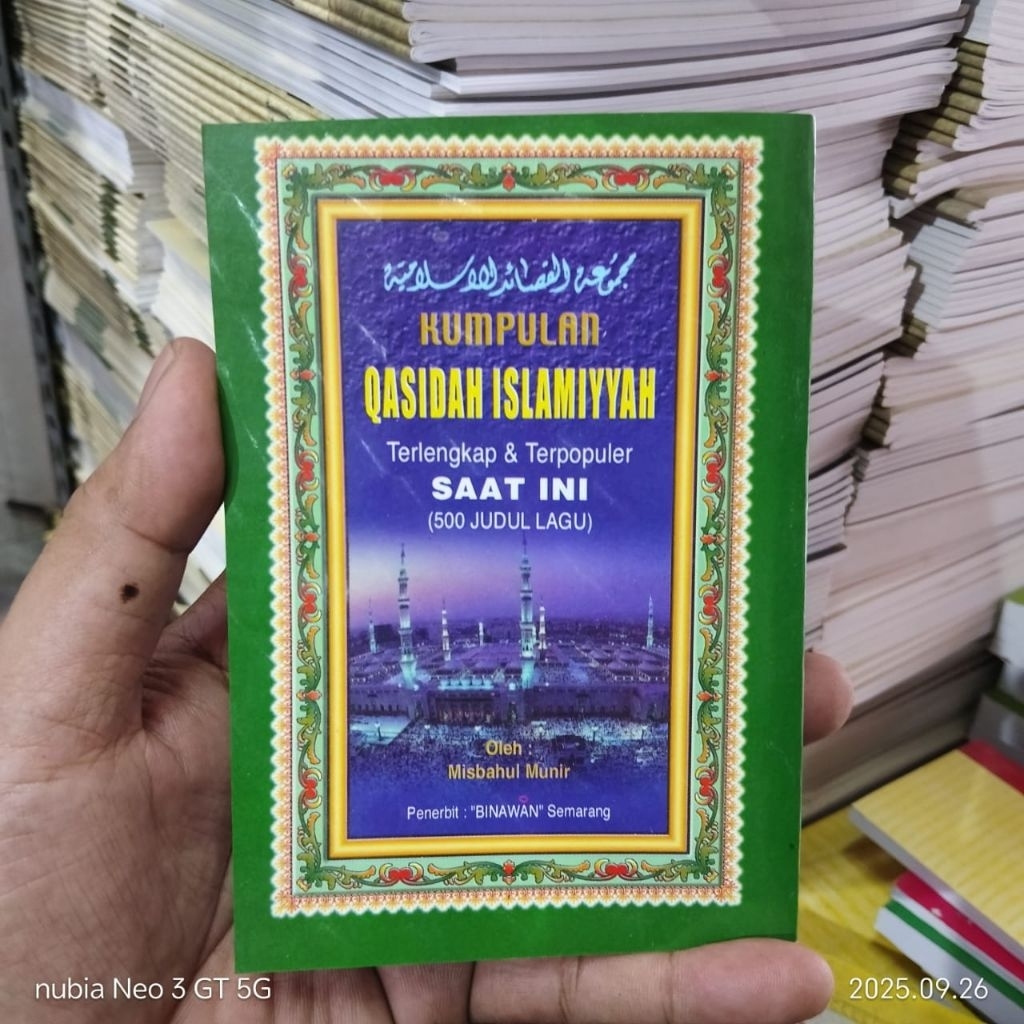 مجموعة القصائد الإسلامية
KUMPULAN
QASIDAH ISLAMIYYAH
Terlengkap & Terpopuler
SAAT INI
(500 JUDUL LAGU)
Oleh :
Misbahul Munir
Penerbit : "BINAWAN" Semarang
nubia Neo 3 GT 5G
2025.09.26